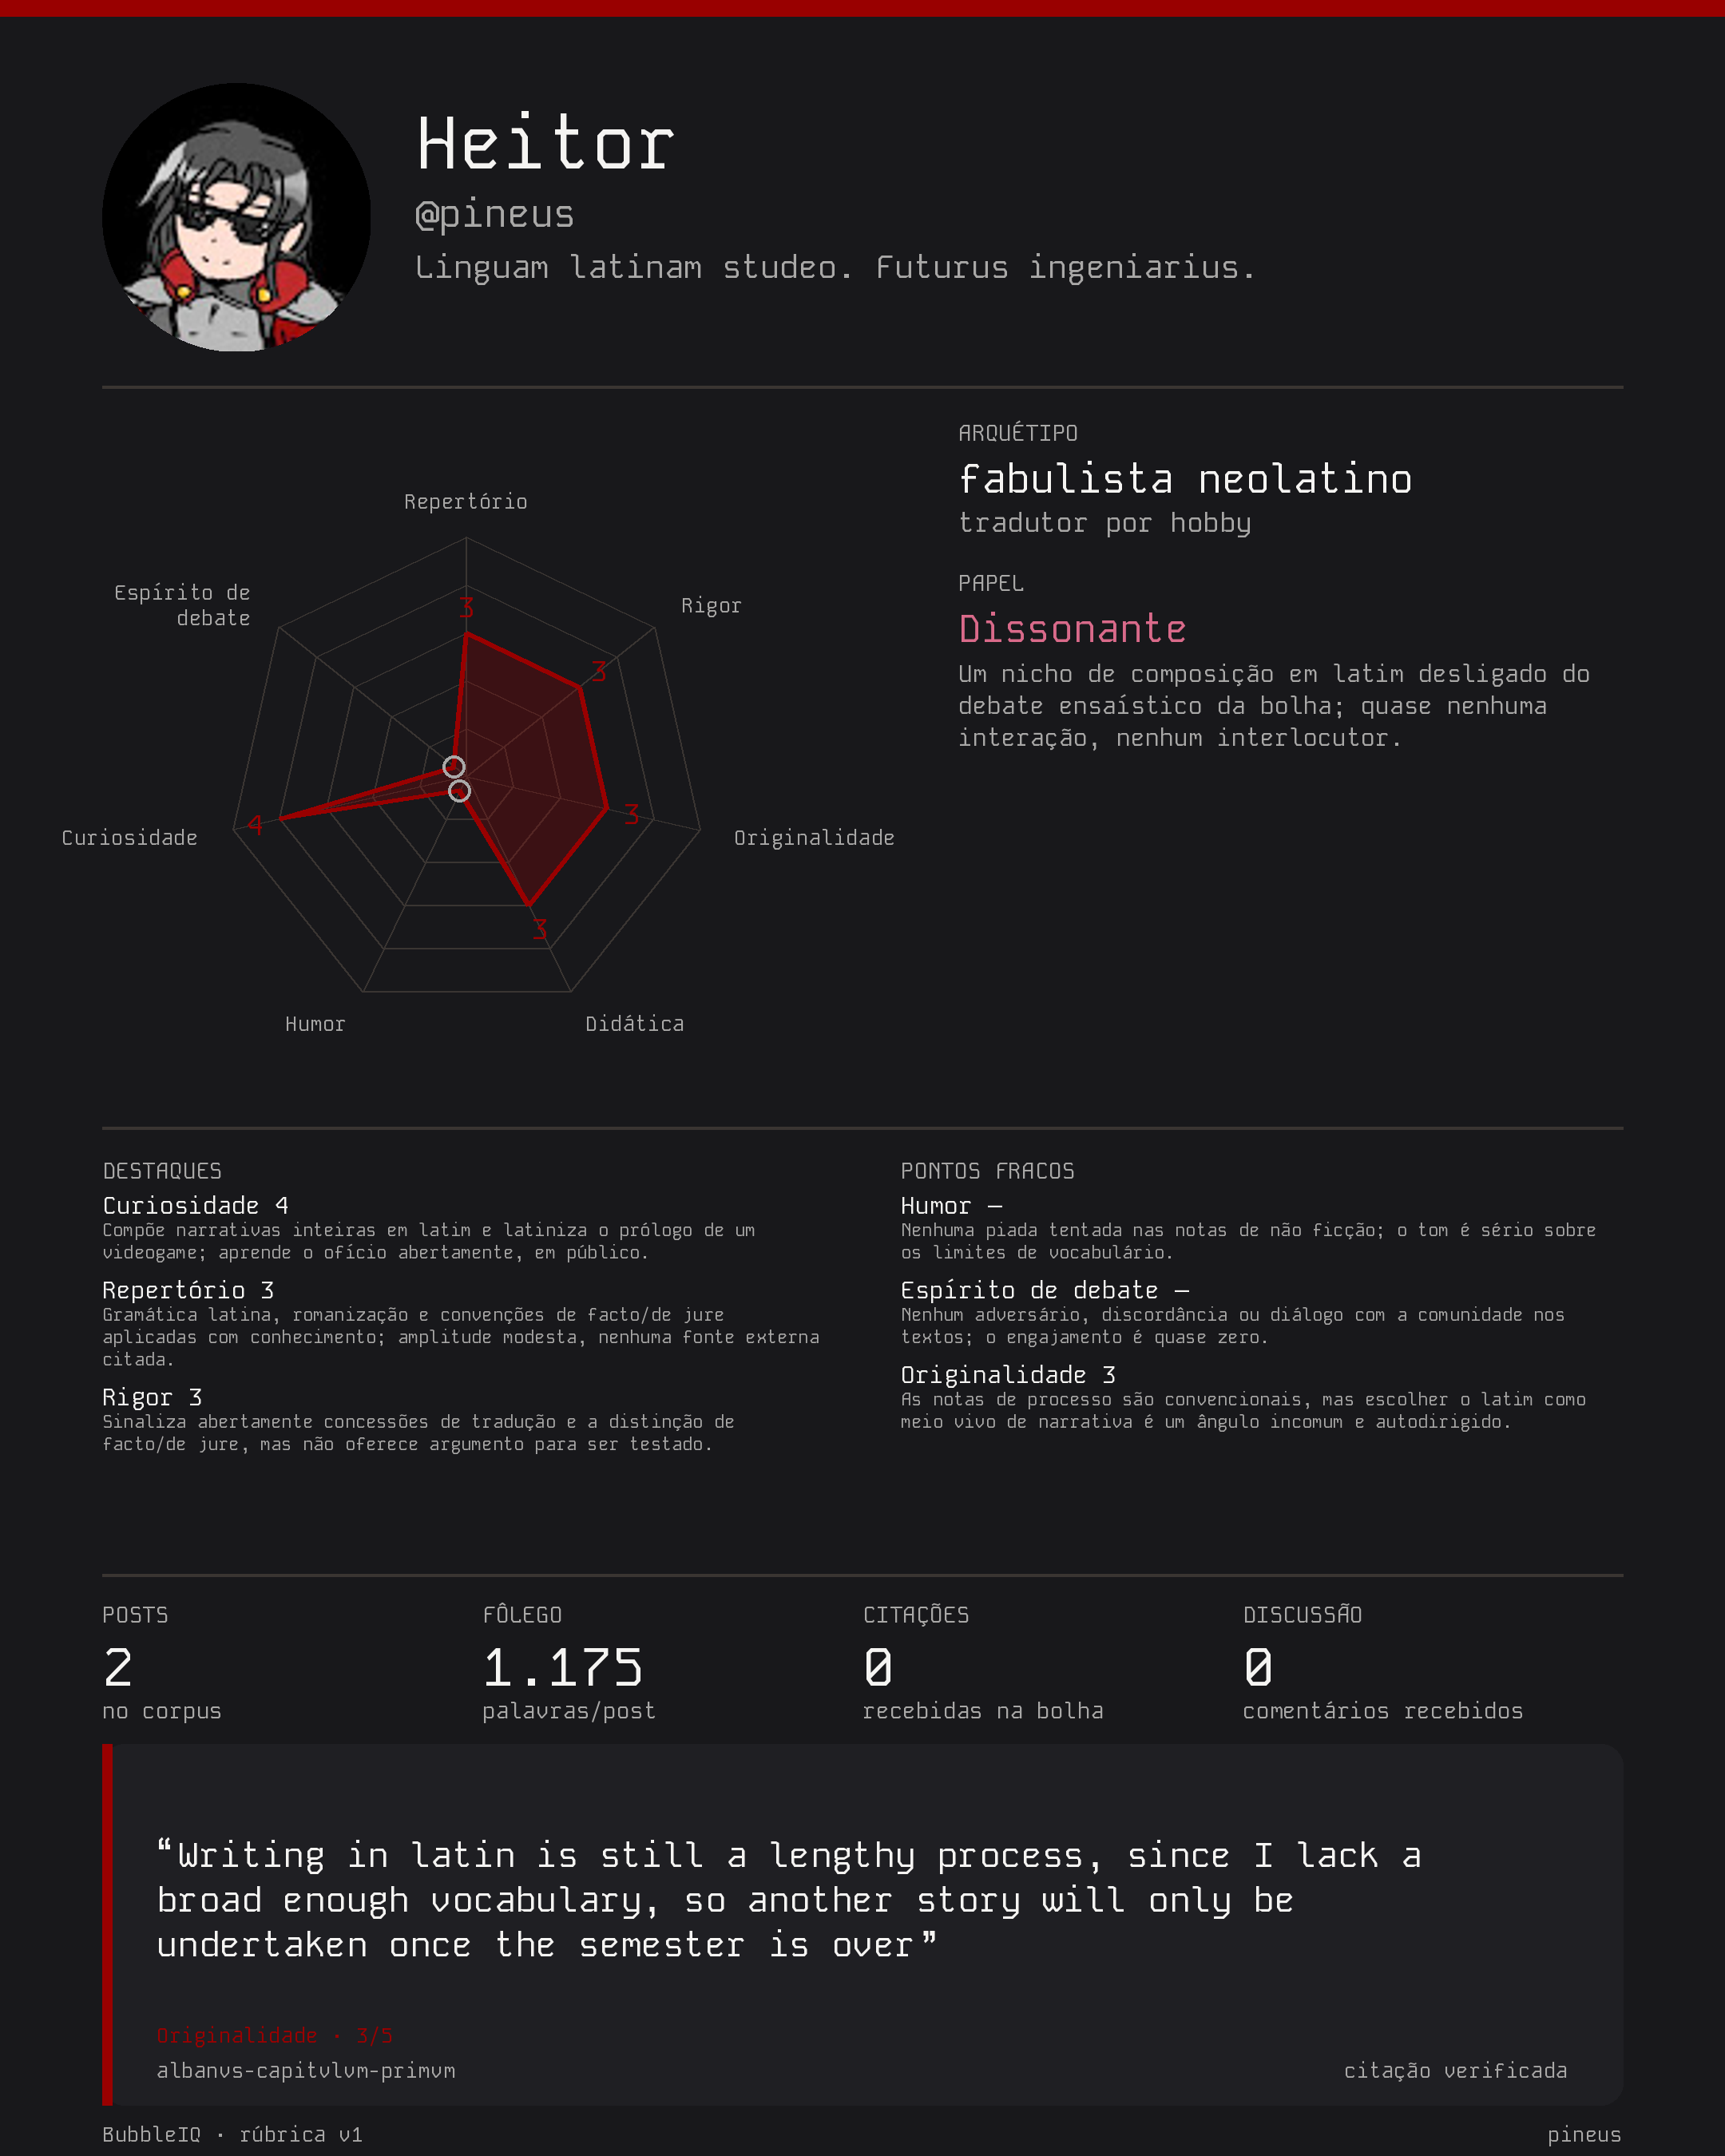 Heitor
@pineus
Linguam latinam studeo. Futurus ingeniarius.
Repertório
Espírito de
debate
Rigor
3
3
Curiosidade
4
3
Originalidade
3
Humor
Didática
ARQUÉTIPO
fabulista neolatino
tradutor por hobby
PAPEL
Dissonante
Um nicho de composição em latim desligado do
debate ensaístico da bolha; quase nenhuma
interação, nenhum interlocutor.
DESTAQUES
Curiosidade 4
Compõe narrativas inteiras em latim e latiniza o prólogo de um
videogame; aprende o ofício abertamente, em público.
Repertório 3
Gramática latina, romanização e convenções de facto/de jure
aplicadas com conhecimento; amplitude modesta, nenhuma fonte externa
citada.
Rigor 3
Sinaliza abertamente concessões de tradução e a distinção de
facto/de jure, mas não oferece argumento para ser testado.
PONTOS FRACOS
Humor —
Nenhuma piada tentada nas notas de não ficção; o tom é sério sobre
os limites de vocabulário.
Espírito de debate —
Nenhum adversário, discordância ou diálogo com a comunidade nos
textos; o engajamento é quase zero.
Originalidade 3
As notas de processo são convencionais, mas escolher o latim como
meio vivo de narrativa é um ângulo incomum e autodirigido.
POSTS
2
no corpus
FÔLEGO
1.175
palavras/post
CITAÇÕES
0
recebidas na bolha
DISCUSSÃO
0
comentários recebidos
“Writing in latin is still a lengthy process, since I lack a
broad enough vocabulary, so another story will only be
undertaken once the semester is over”
Originalidade · 3/5
albanvs-capitvlvm-primvm
citação verificada
BubbleIQ · rúbrica v1
pineus